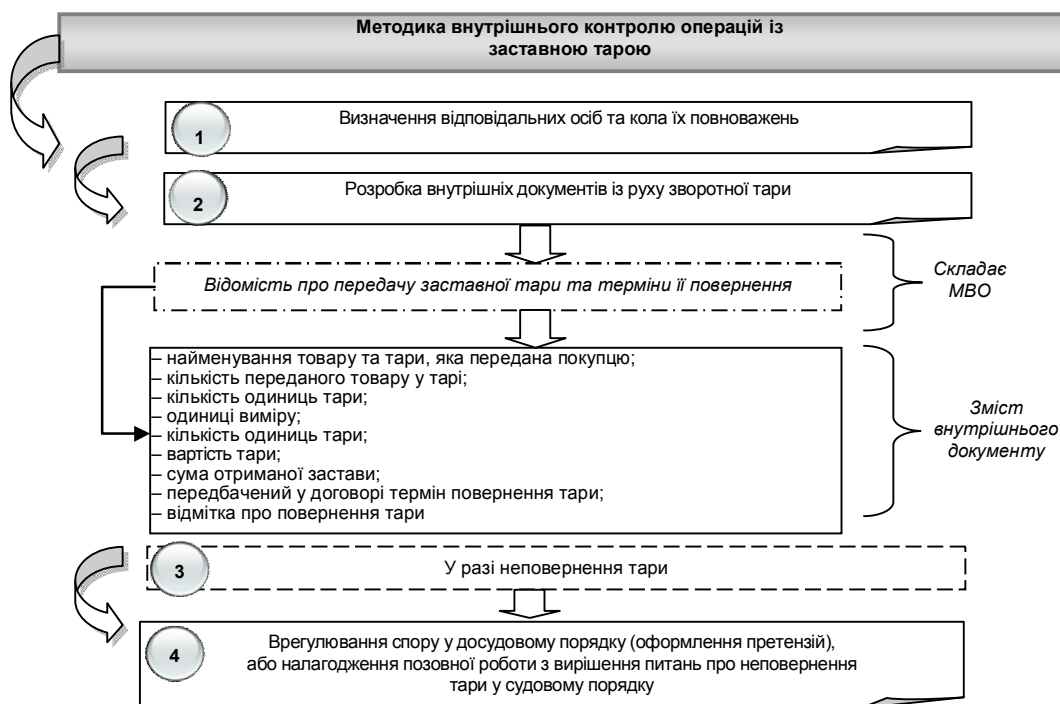 Методика внутрішнього контролю операцій із
заставною тарою
1
Визначення відповідальних осіб та кола їх повноважень
2
Розробка внутрішніх документів із руху зворотної тари
Відомість про передачу заставної тари та терміни її повернення
Складає
МВО
– найменування товару та тари, яка передана покупцю;
– кількість переданого товару у тарі;
– кількість одиниць тари;
– одиниці виміру;
– кількість одиниць тари;
– вартість тари;
– сума отриманої застави;
– передбачений у договорі термін повернення тари;
– відмітка про повернення тари
Зміст
внутрішнього
документу
3
У разі неповернення тари
4
Врегулювання спору у досудовому порядку (оформлення претензій),
або налагодження позовної роботи з вирішення питань про неповернення
тари у судовому порядку